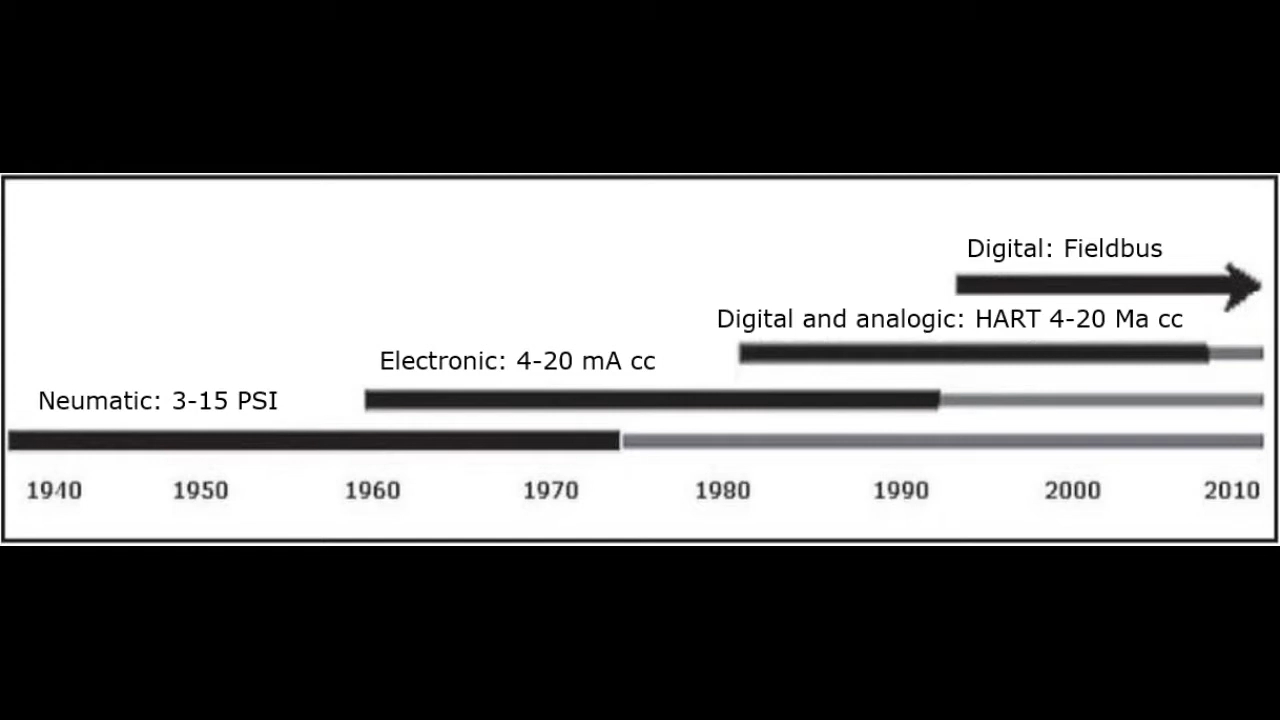 Digital: Fieldbus
Digital and analogic: HART 4-20 Ma cc
Electronic: 4-20 mA cc
Neumatic: 3-15 PSI
1940 1950 1960 1970 1980 1990 2000 2010